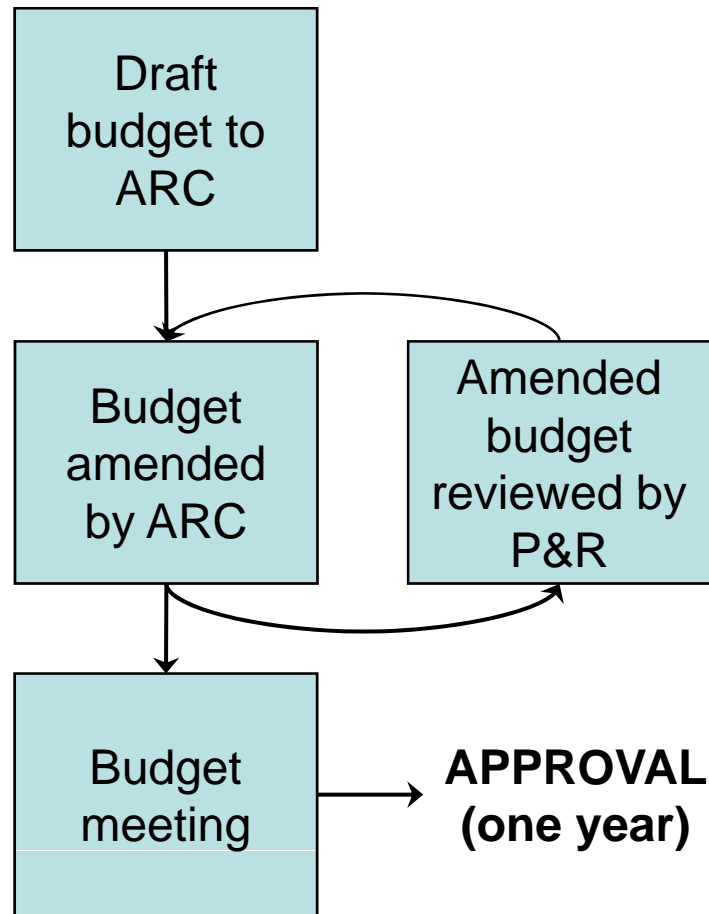 Draft
budget to
ARC
Budget
amended
by ARC
Amended
budget
reviewed by
P&R
Budget
meeting
APPROVAL
(one year)